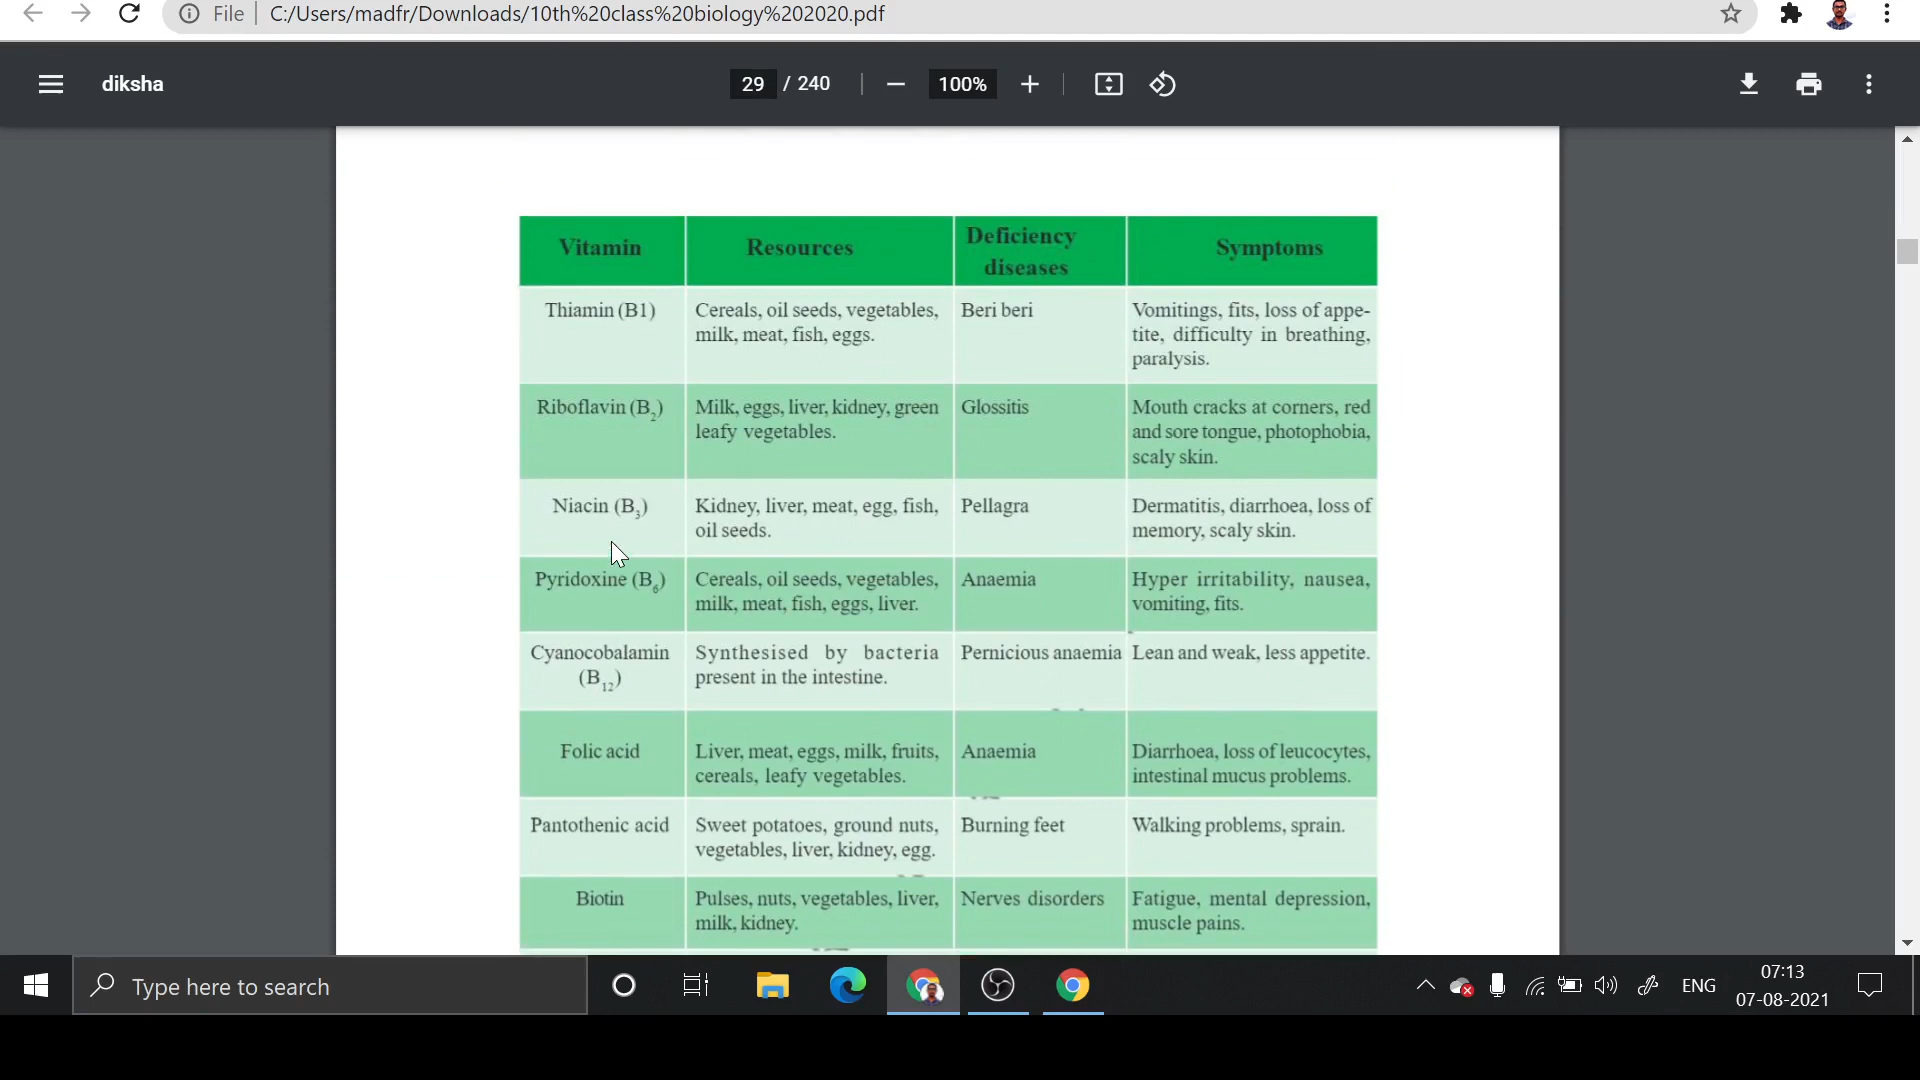 File C:/Users/madfr/Downloads/10th%20class%20biology%202020.pdf
diksha 29 / 240 100%
Vitamin Resources Deficiency diseases Symptoms
Thiamin (B1) Cereals, oil seeds, vegetables, Beri beri Vomitings, fits, loss of appe-
milk, meat, fish, eggs. tite, difficulty in breathing,
paralysis.
Riboflavin (B2) Milk, eggs, liver, kidney, green Glossitis Mouth cracks at corners, red
leafy vegetables. and sore tongue, photophobia,
scaly skin.
Niacin (B3) Kidney, liver, meat, egg, fish, Pellagra Dermatitis, diarrhoea, loss of
oil seeds. memory, scaly skin.
Pyridoxine (B6) Cereals, oil seeds, vegetables, Anaemia Hyper irritability, nausea,
milk, meat, fish, eggs, liver. vomiting, fits.
Cyanocobalamin Synthesised by bacteria Pernicious anaemia Lean and weak, less appetite.
(B12) present in the intestine.
Folic acid Liver, meat, eggs, milk, fruits, Anaemia Diarrhoea, loss of leucocytes,
cereals, leafy vegetables. intestinal mucus problems.
Pantothenic acid Sweet potatoes, ground nuts, Burning feet Walking problems, sprain.
vegetables, liver, kidney, egg.
Biotin Pulses, nuts, vegetables, liver, Nerves disorders Fatigue, mental depression,
milk, kidney. muscle pains.
Type here to search ENG 07:13
07-08-2021